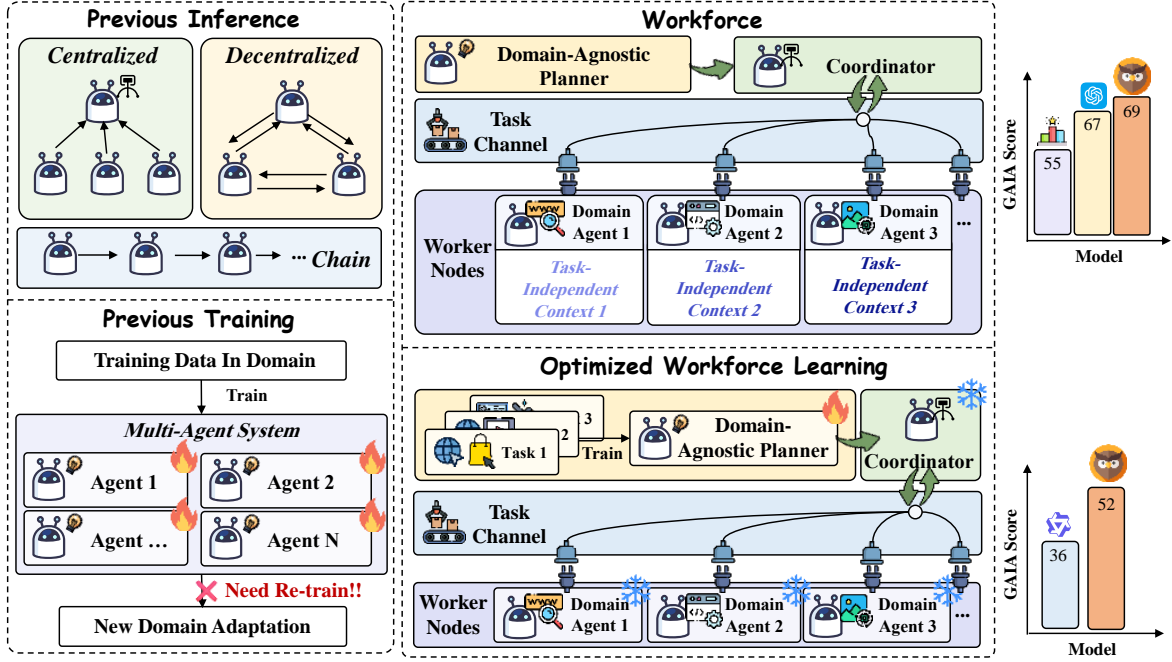 Previous Inference
Centralized
Decentralized
... Chain
Previous Training
Training Data In Domain
Train
Multi-Agent System
Agent 1
Agent 2
Agent ...
Agent N
Need Re-train!!
New Domain Adaptation
Workforce
Domain-Agnostic
Planner
Coordinator
Task
Channel
Worker
Nodes
WWW
Domain
Agent 1
Task-
Independent
Context 1
</>
Domain
Agent 2
Task-
Independent
Context 2
Domain
Agent 3
Task-
Independent
Context 3
...
Optimized Workforce Learning
3
2
Task 1
Train
Domain-
Agnostic Planner
Coordinator
Task
Channel
Worker
Nodes
WWW
Domain
Agent 1
</>
Domain
Agent 2
Domain
Agent 3
...
GAIA Score
55
67
69
Model
GAIA Score
36
52
Model